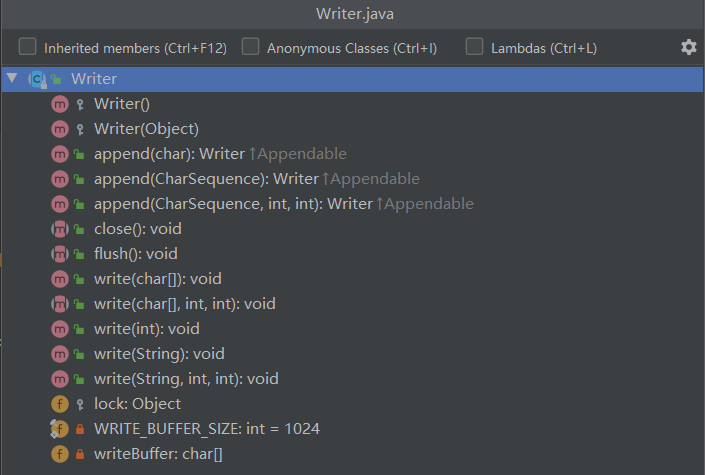 Writer.java
Inherited members (Ctrl+F12) Anonymous Classes (Ctrl+I) Lambdas (Ctrl+L)
Writer
Writer()
Writer(Object)
append(char): Writer ↑Appendable
append(CharSequence): Writer ↑Appendable
append(CharSequence, int, int): Writer ↑Appendable
close(): void
flush(): void
write(char[]): void
write(char[], int, int): void
write(int): void
write(String): void
write(String, int, int): void
lock: Object
WRITE_BUFFER_SIZE: int = 1024
writeBuffer: char[]